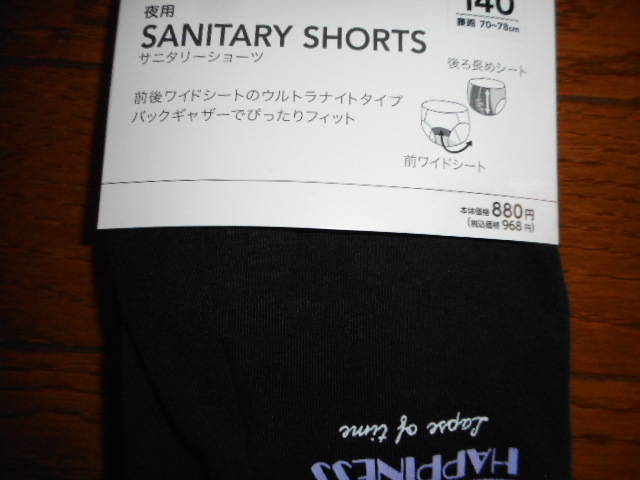 夜用
SANITARY SHORTS
サニタリーショーツ
前後ワイドシートのウルトラナイトタイプ
バックギャザーでぴったりフィット
140
腰囲 70~78cm
後ろ長めシート
前ワイドシート
本体価格 880円
(税込価格 968円)
Lapse of time
HAPPINESS